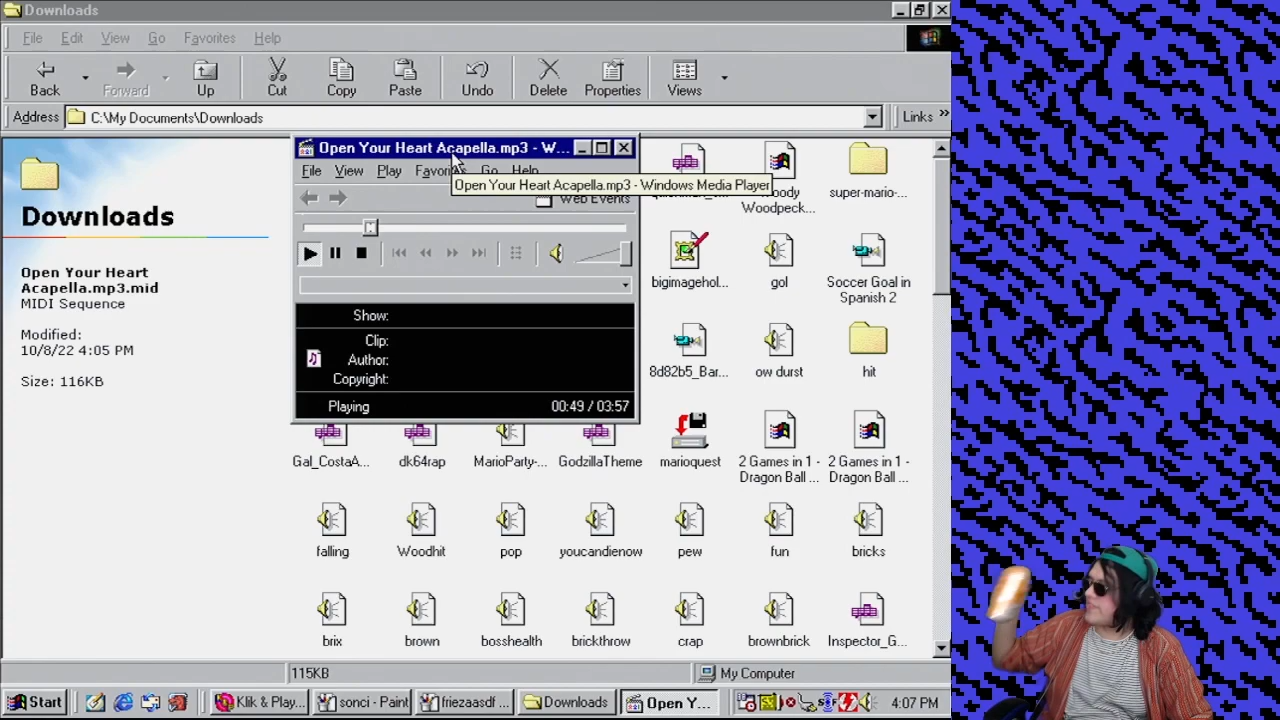 Downloads
File Edit View Go Favorites Help
Back Forward Up Cut Copy Paste Undo Delete Properties Views
Address C:\My Documents\Downloads Links »
Open Your Heart Acapella.mp3 - W...
File View Play Go Help
Open Your Heart Acapella.mp3 - Windows Media Player
Web Events
Show:
Clip:
Author:
Copyright:
Playing 00:49 / 03:57
Downloads
Open Your Heart
Acapella.mp3.mid
MIDI Sequence
Modified:
10/8/22 4:05 PM
Size: 116KB
Woodpeck...
super-mario-...
bigimagehol...
gol
Soccer Goal in
Spanish 2
8d82b5_Bar...
ow durst
hit
Gal_CostaA...
dk64rap
MarioParty-...
GodzillaTheme
marioquest
2 Games in 1 -
Dragon Ball ...
2 Games in 1 -
Dragon Ball ...
falling
Woodhit
pop
youcandienow
pew
fun
bricks
brix
brown
bosshealth
brickthrow
crap
brownbrick
Inspector_G...
115KB My Computer
Start Klik & Play... sonci - Paint Downloads Open Y... 4:07 PM